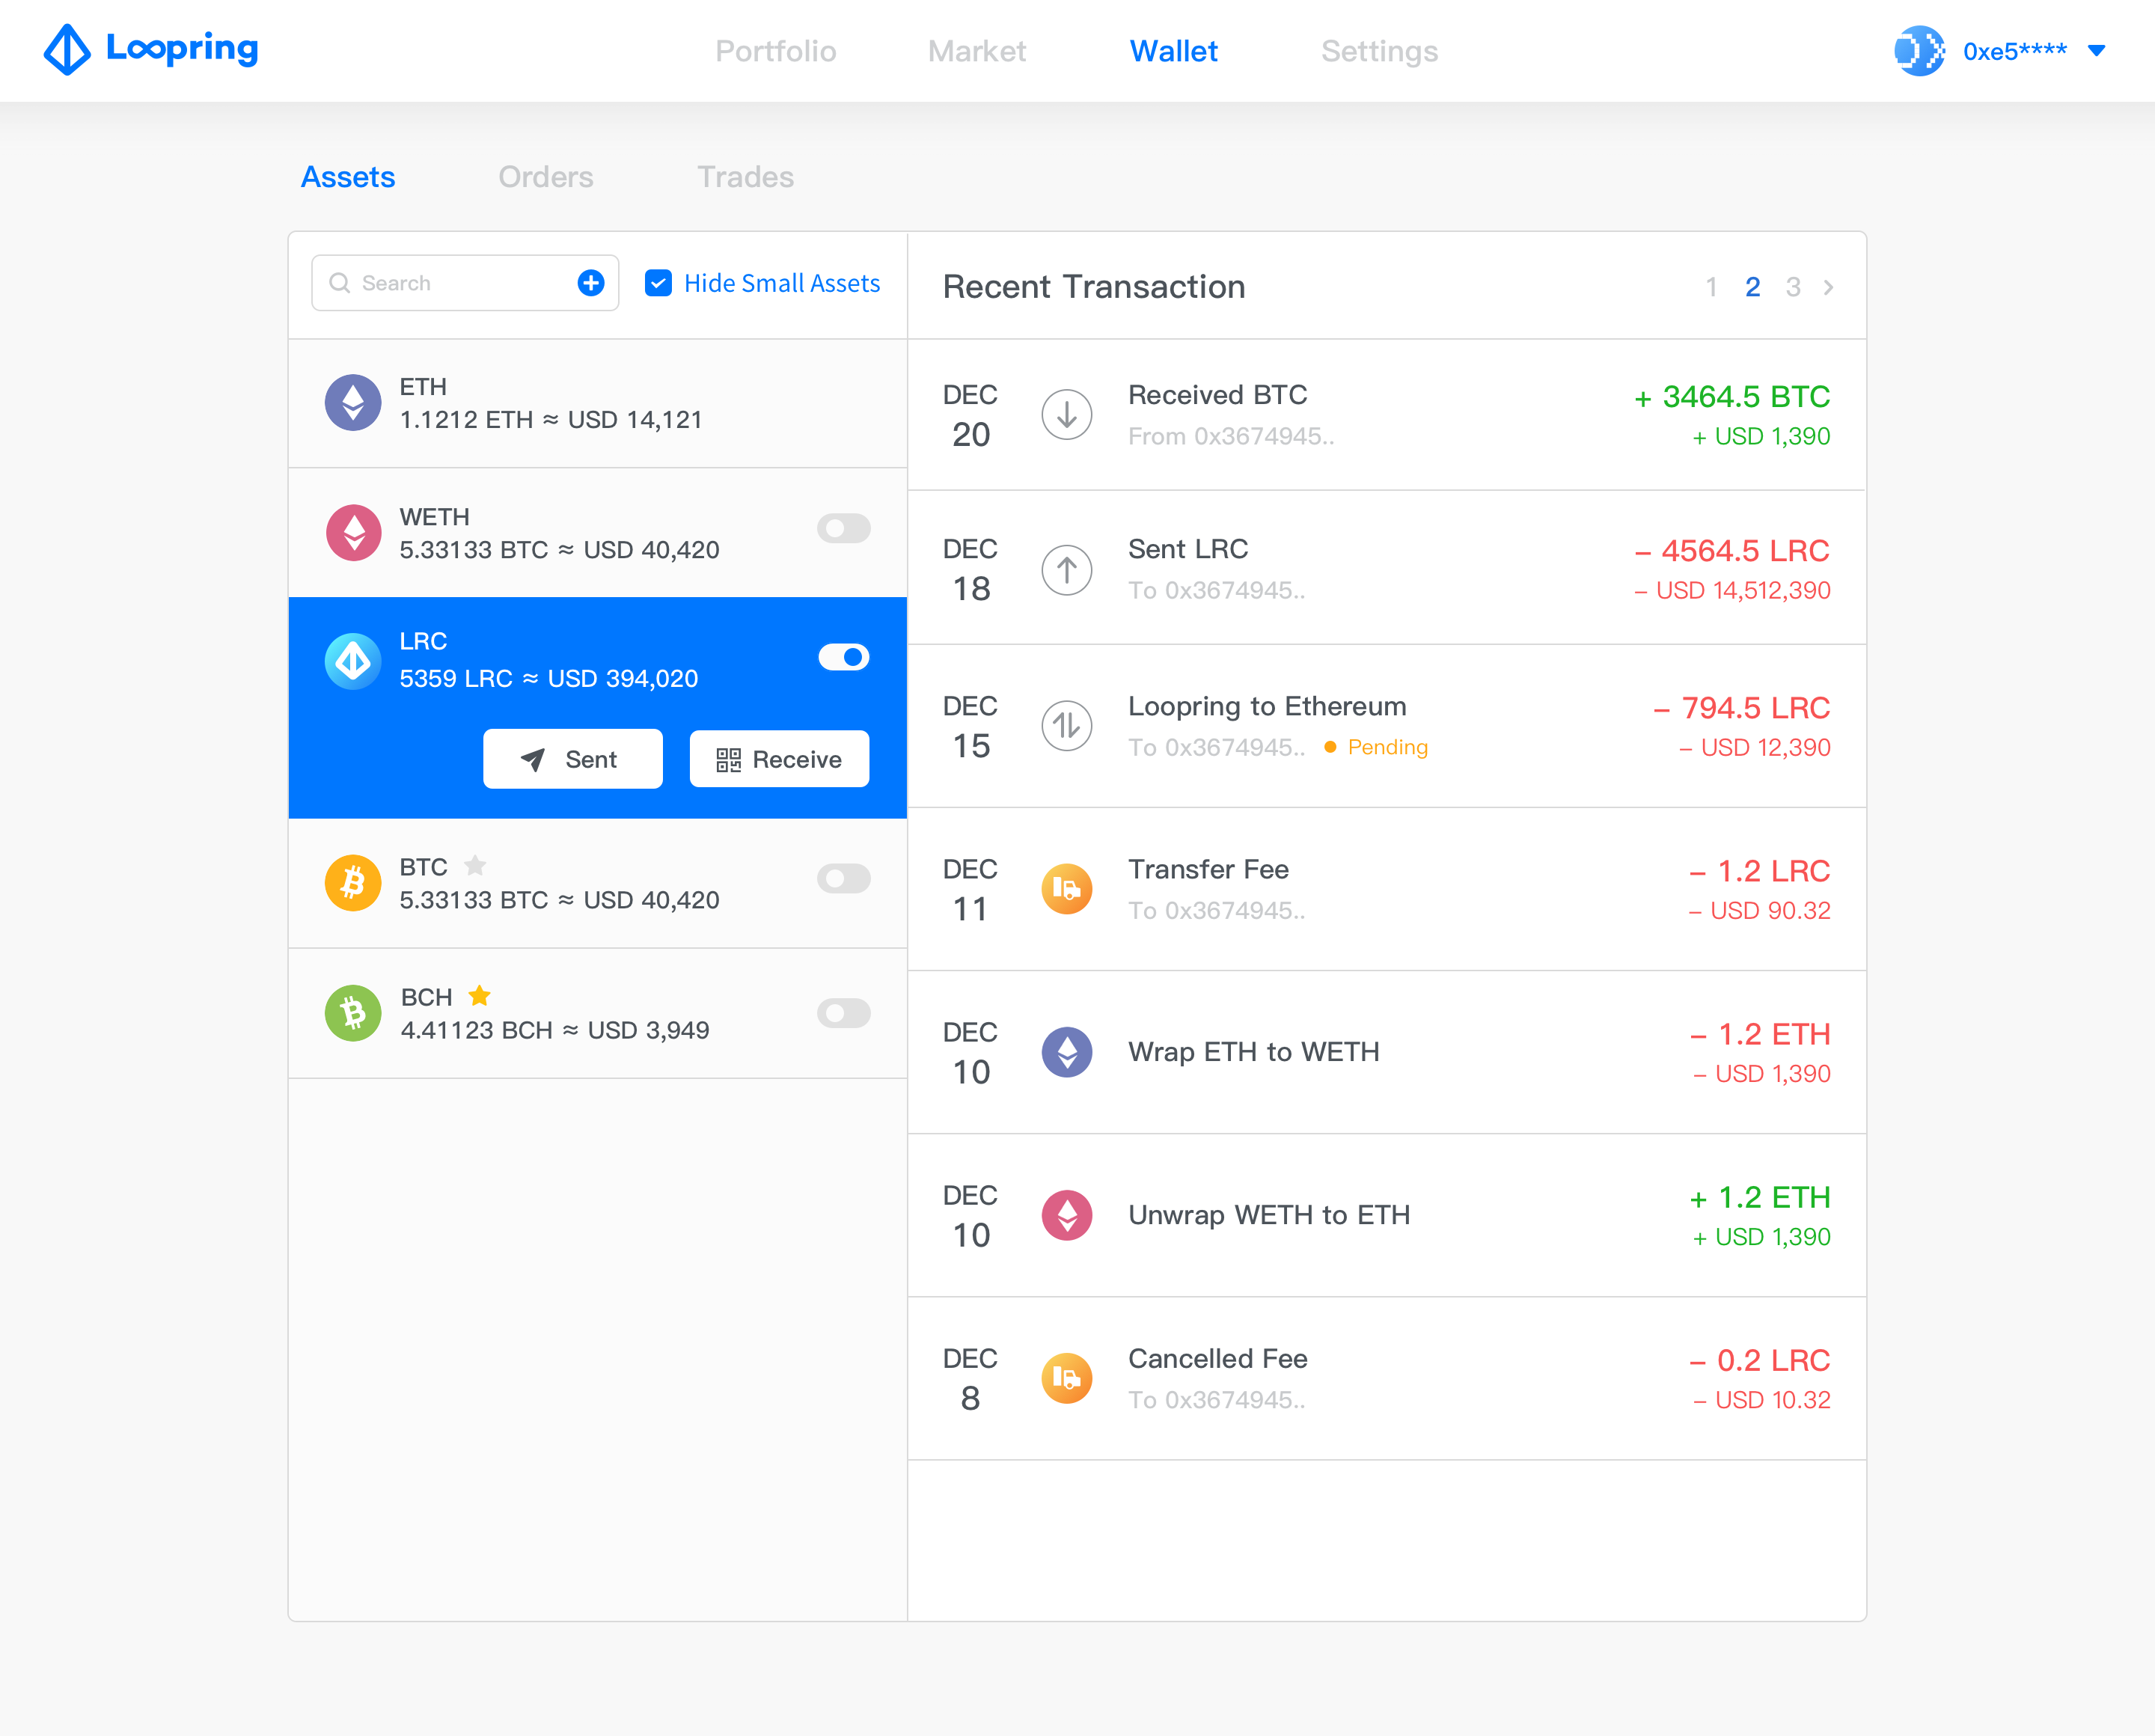 Loopring
Portfolio
Market
Wallet
Settings
0xe5****
Assets
Orders
Trades
Search
Hide Small Assets
ETH
1.1212 ETH ≈ USD 14,121
WETH
5.33133 BTC ≈ USD 40,420
LRC
5359 LRC ≈ USD 394,020
Sent
Receive
BTC
5.33133 BTC ≈ USD 40,420
BCH
4.41123 BCH ≈ USD 3,949
Recent Transaction
1 2 3 >
DEC
20
Received BTC
From 0x3674945..
+ 3464.5 BTC
+ USD 1,390
DEC
18
Sent LRC
To 0x3674945..
– 4564.5 LRC
– USD 14,512,390
DEC
15
Loopring to Ethereum
To 0x3674945..
Pending
– 794.5 LRC
– USD 12,390
DEC
11
Transfer Fee
To 0x3674945..
– 1.2 LRC
– USD 90.32
DEC
10
Wrap ETH to WETH
– 1.2 ETH
– USD 1,390
DEC
10
Unwrap WETH to ETH
+ 1.2 ETH
+ USD 1,390
DEC
8
Cancelled Fee
To 0x3674945..
– 0.2 LRC
– USD 10.32